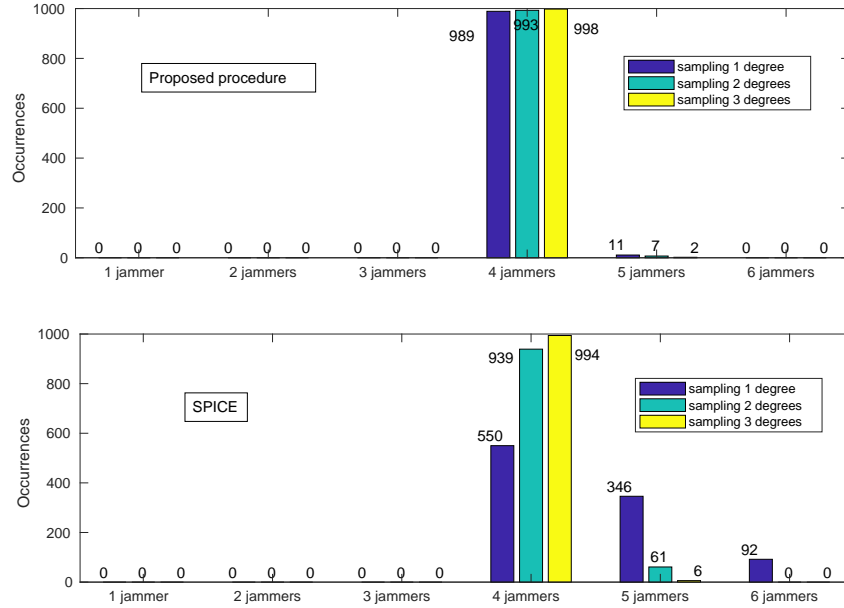 1000
800
600
400
200
0
Occurrences
Proposed procedure
989
993
998
sampling 1 degree
sampling 2 degrees
sampling 3 degrees
0 0 0 0 0 0 0 0 0 11 7 2 0 0 0
1 jammer 2 jammers 3 jammers 4 jammers 5 jammers 6 jammers
1000
800
600
400
200
0
Occurrences
SPICE
939
994
550
sampling 1 degree
sampling 2 degrees
sampling 3 degrees
346
61
6
92
0 0
0 0 0 0 0 0 0 0 0
1 jammer 2 jammers 3 jammers 4 jammers 5 jammers 6 jammers